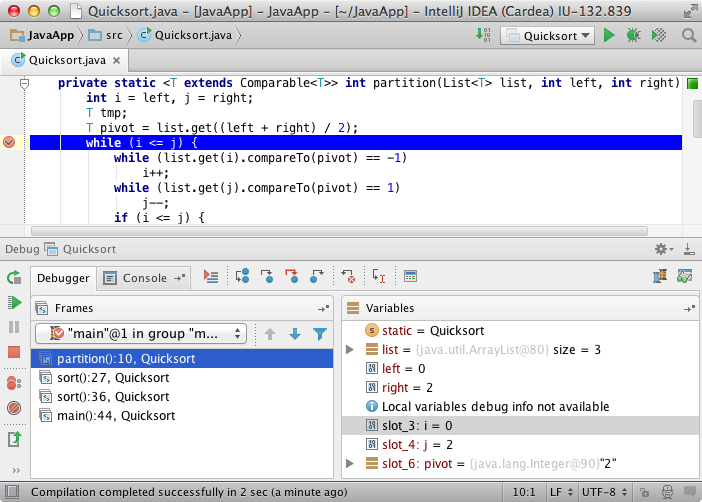 Quicksort.java - [JavaApp] - JavaApp - [~/JavaApp] - IntelliJ IDEA (Cardea) IU-132.839
JavaApp src Quicksort.java Quicksort
Quicksort.java
private static <T extends Comparable<T>> int partition(List<T> list, int left, int right)
int i = left, j = right;
T tmp;
T pivot = list.get((left + right) / 2);
while (i <= j) {
while (list.get(i).compareTo(pivot) == -1)
i++;
while (list.get(j).compareTo(pivot) == 1)
j--;
if (i <= j) {
Debug Quicksort
Debugger Console
Frames
"main"@1 in group "m...
partition():10, Quicksort
sort():27, Quicksort
sort():36, Quicksort
main():44, Quicksort
Variables
static = Quicksort
list = {java.util.ArrayList@80} size = 3
left = 0
right = 2
Local variables debug info not available
slot_3: i = 0
slot_4: j = 2
slot_6: pivot = {java.lang.Integer@90}"2"
Compilation completed successfully in 2 sec (a minute ago) 10:1 LF UTF-8